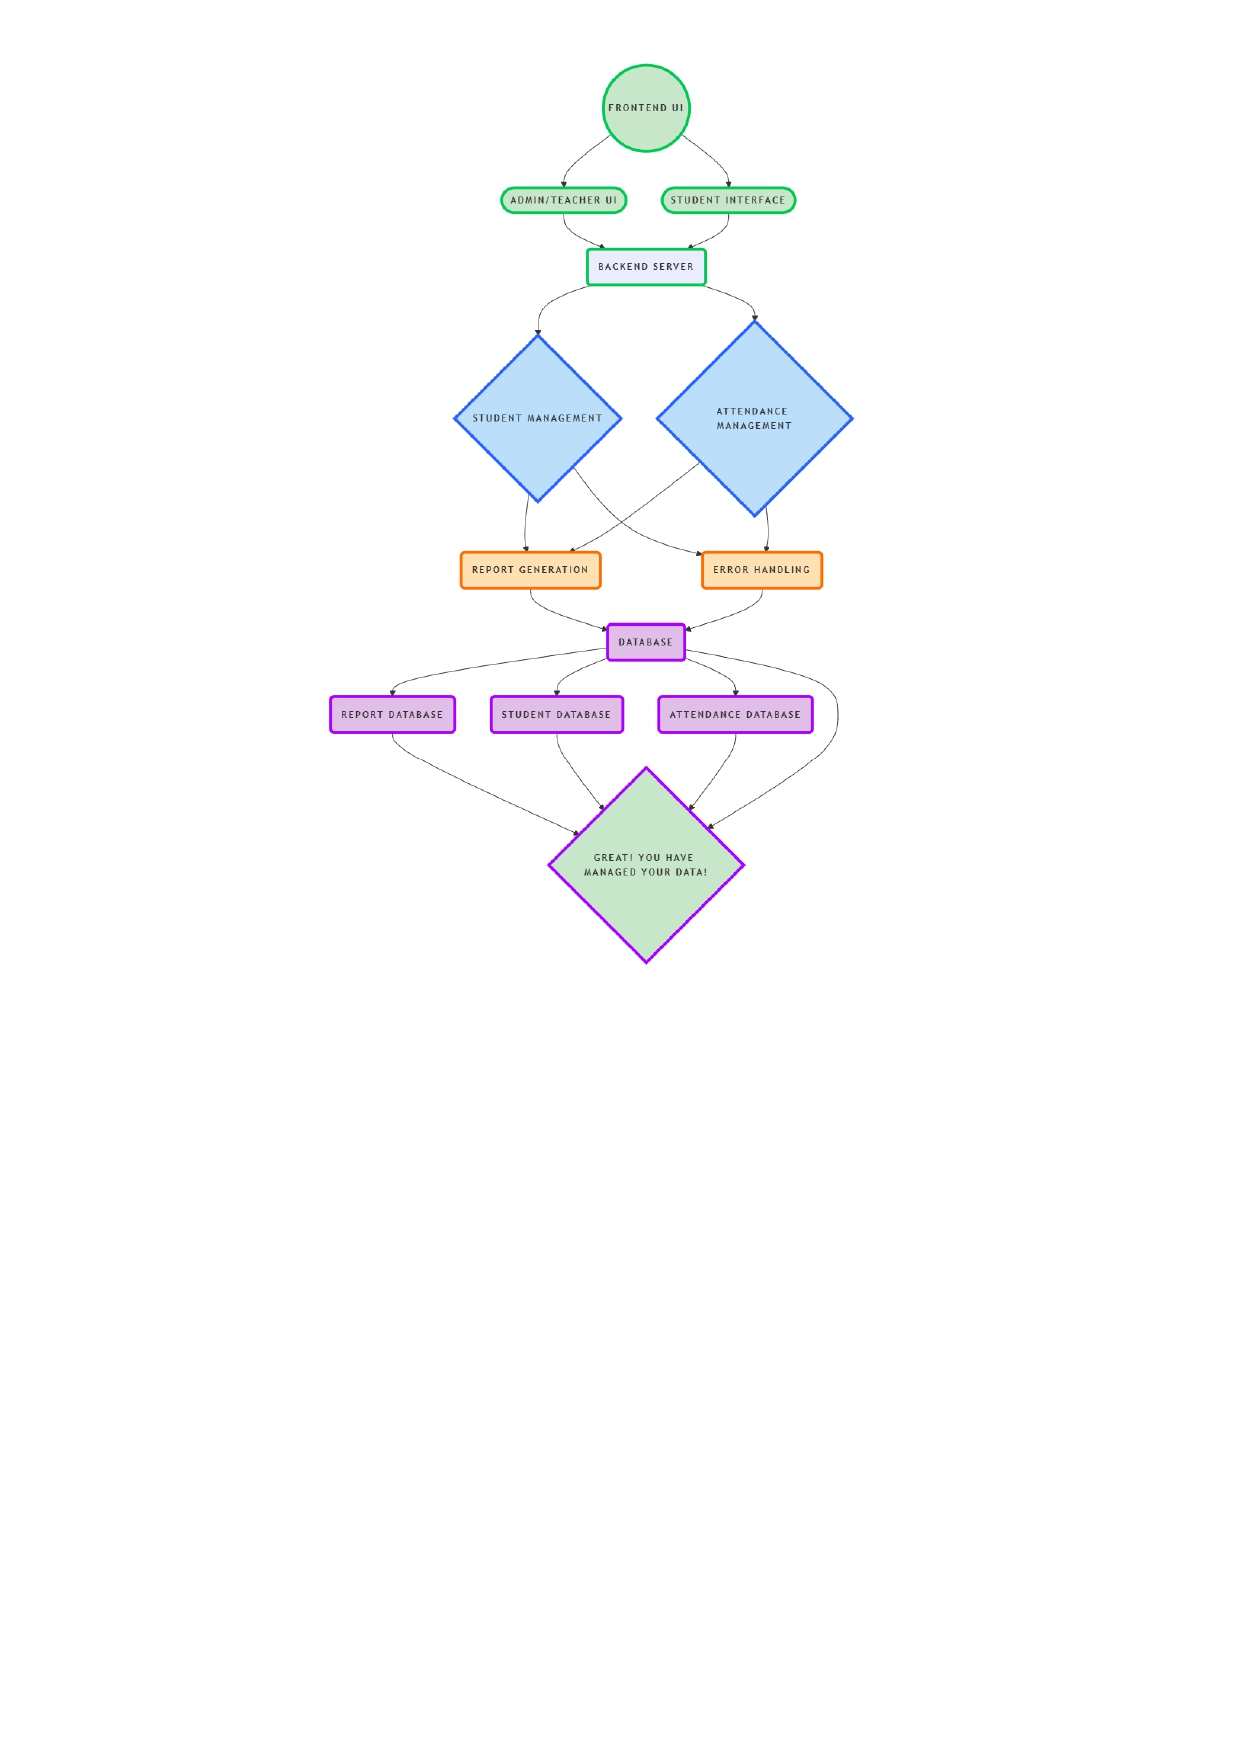 FRONTEND UI
ADMIN/TEACHER UI
STUDENT INTERFACE
BACKEND SERVER
STUDENT MANAGEMENT
ATTENDANCE
MANAGEMENT
REPORT GENERATION
ERROR HANDLING
DATABASE
REPORT DATABASE
STUDENT DATABASE
ATTENDANCE DATABASE
GREAT! YOU HAVE
MANAGED YOUR DATA!